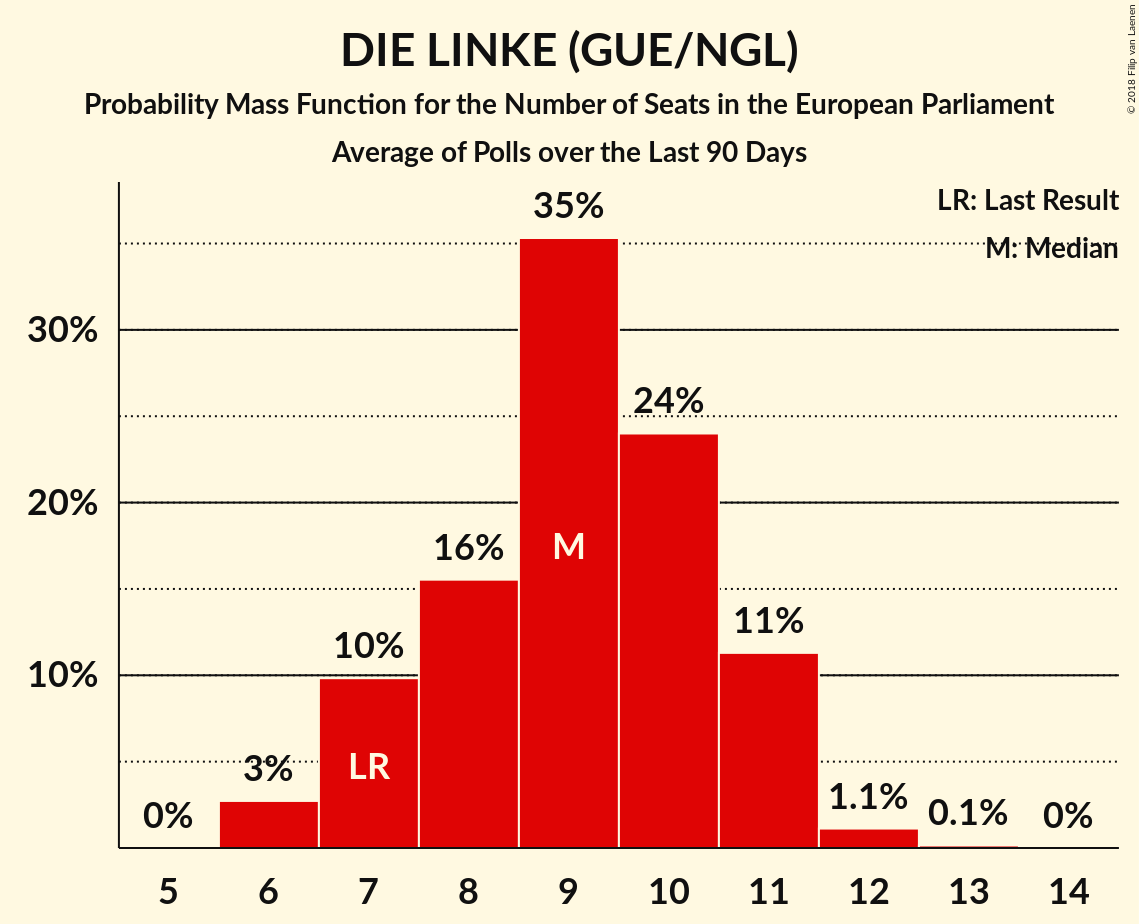 DIE LINKE (GUE/NGL)
Probability Mass Function for the Number of Seats in the European Parliament
Average of Polls over the Last 90 Days
© 2018 Filip van Laenen
LR: Last Result
M: Median
35%
30%
24%
20%
16%
M
11%
10%
10%
LR
3%
1.1%
0.1%
0%
0%
5 6 7 8 9 10 11 12 13 14